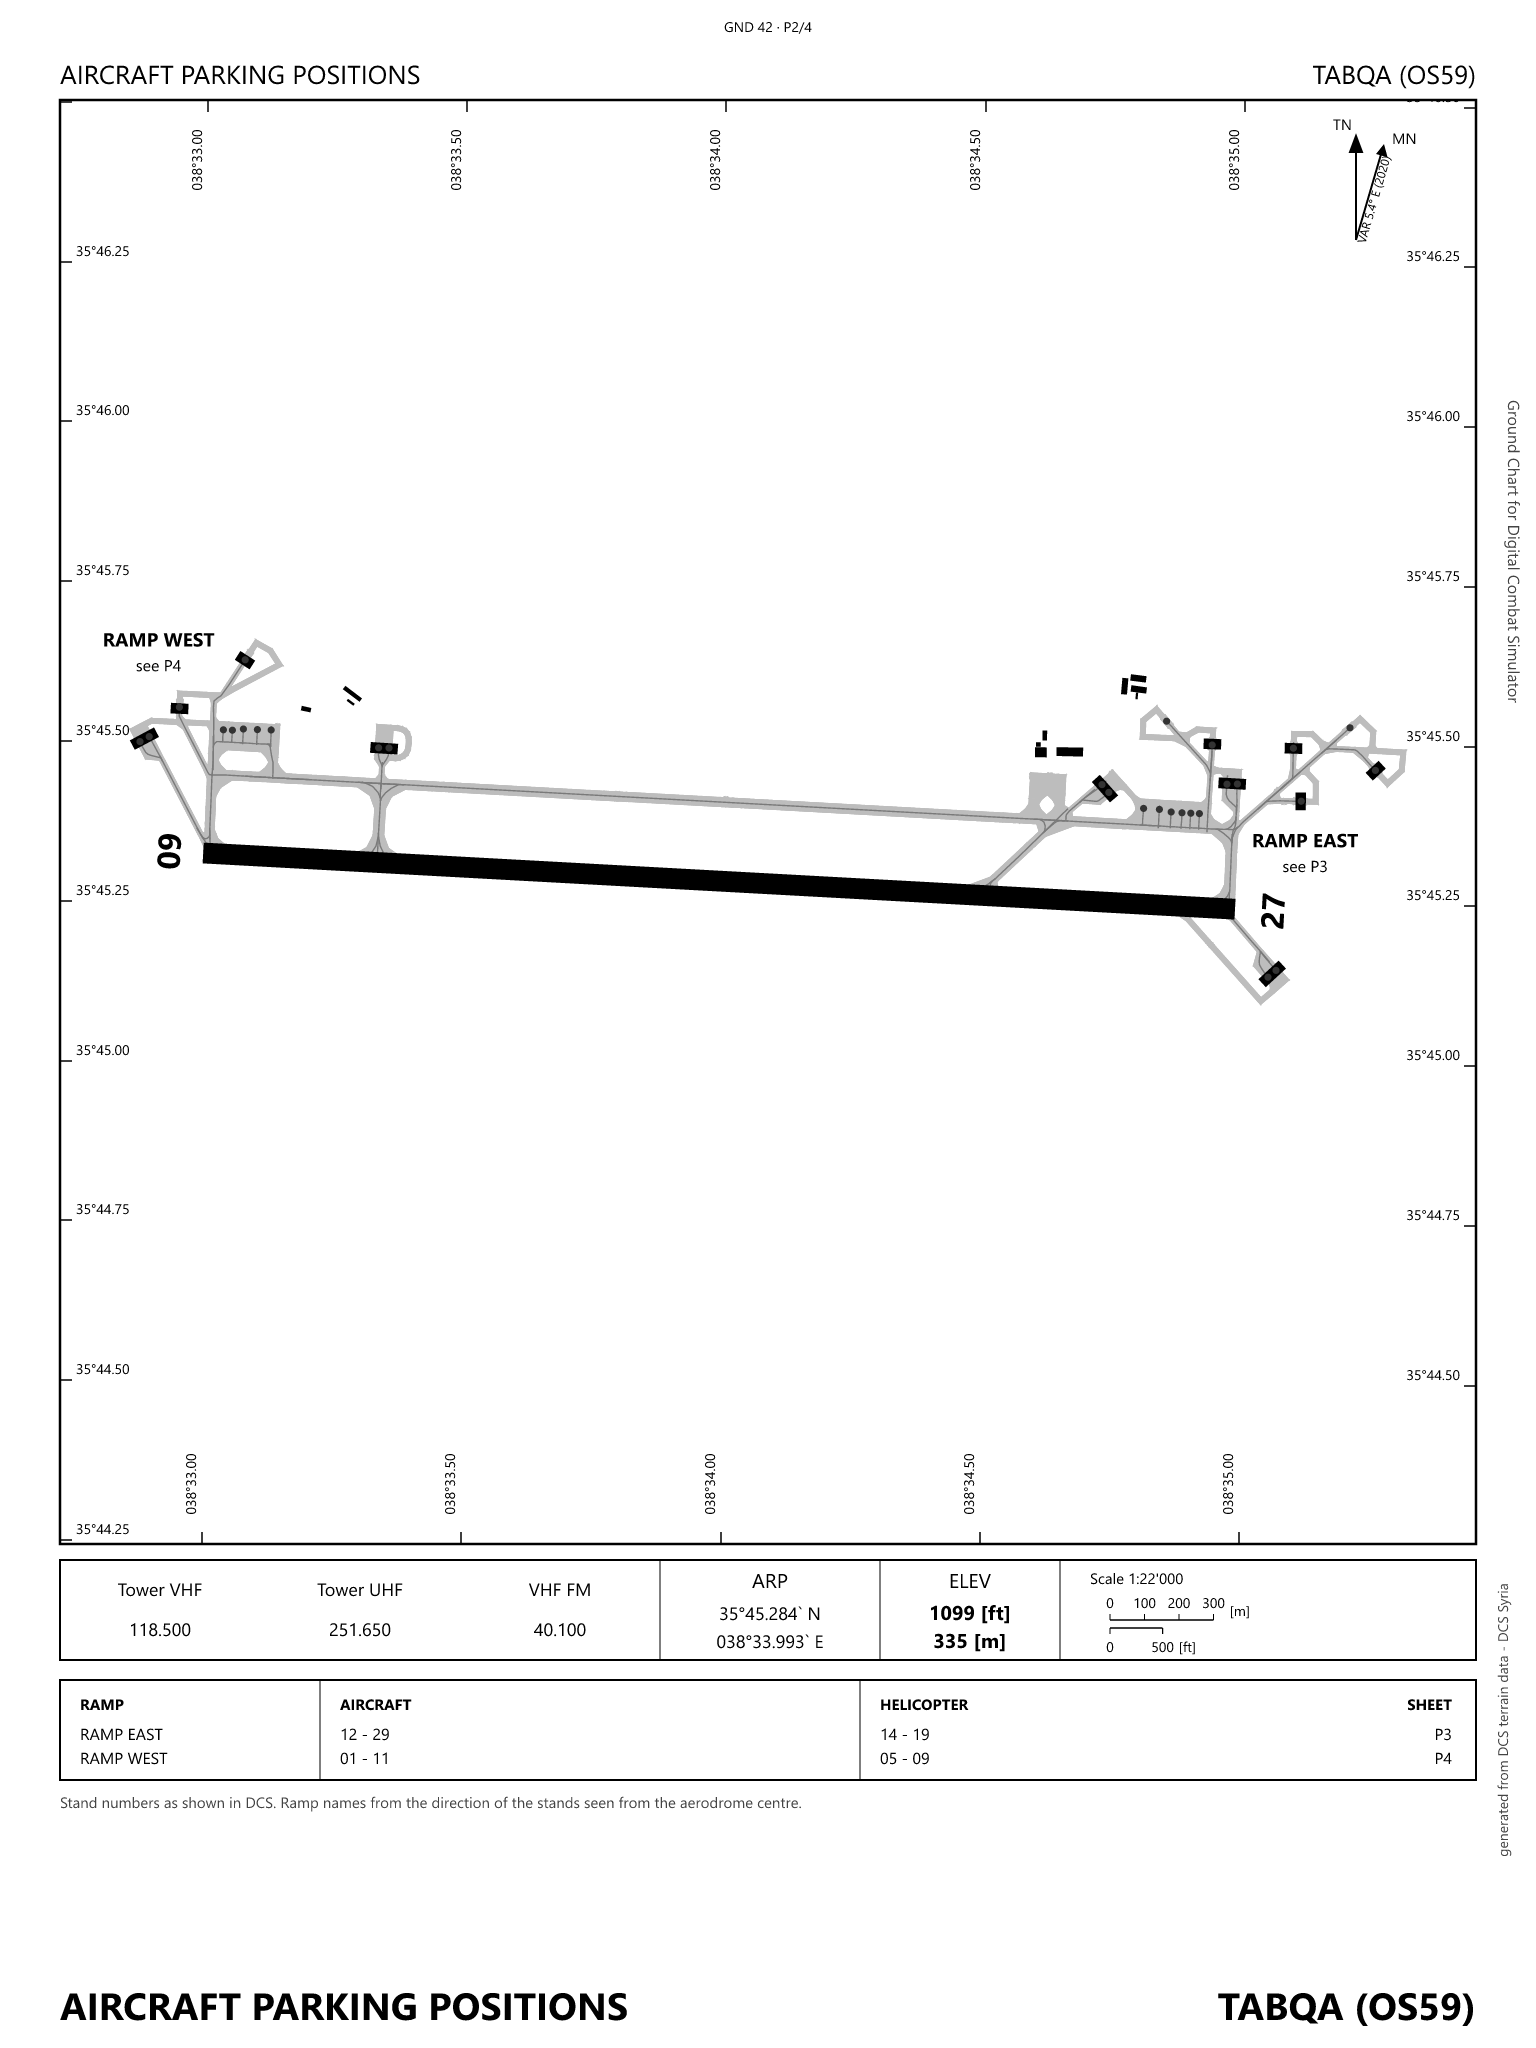 GND 42 · P2/4
AIRCRAFT PARKING POSITIONS
TABQA (OS59)
038°33.00
038°33.50
038°34.00
038°34.50
038°35.00
TN
MN
VAR 5.4° E (2020)
35°46.25
35°46.25
35°46.00
35°46.00
35°45.75
35°45.75
RAMP WEST
see P4
35°45.50
35°45.50
RAMP EAST
see P3
09
27
35°45.25
35°45.25
35°45.00
35°45.00
35°44.75
35°44.75
35°44.50
35°44.50
038°33.00
038°33.50
038°34.00
038°34.50
038°35.00
35°44.25
Ground Chart for Digital Combat Simulator
Tower VHF
118.500
Tower UHF
251.650
VHF FM
40.100
ARP
35°45.284` N
038°33.993` E
ELEV
1099 [ft]
335 [m]
Scale 1:22'000
0 100 200 300 [m]
0 500 [ft]
RAMP AIRCRAFT HELICOPTER SHEET
RAMP EAST 12 - 29 14 - 19 P3
RAMP WEST 01 - 11 05 - 09 P4
Stand numbers as shown in DCS. Ramp names from the direction of the stands seen from the aerodrome centre.
generated from DCS terrain data - DCS Syria
AIRCRAFT PARKING POSITIONS
TABQA (OS59)